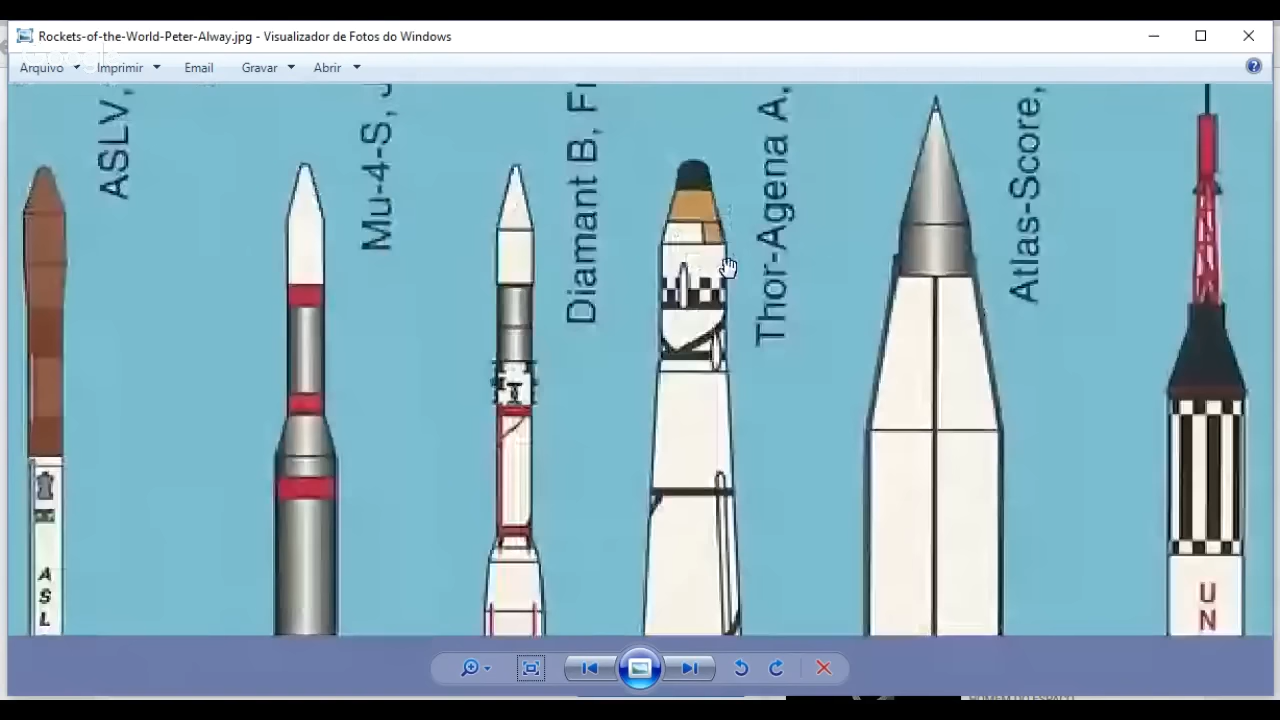 Rockets-of-the-World-Peter-Alway.jpg - Visualizador de Fotos do Windows
Arquivo Imprimir Email Gravar Abrir
ASLV,
Mu-4-S, J
Diamant B, Fr
Thor-Agena A,
Atlas-Score,
A
S
L
U
N